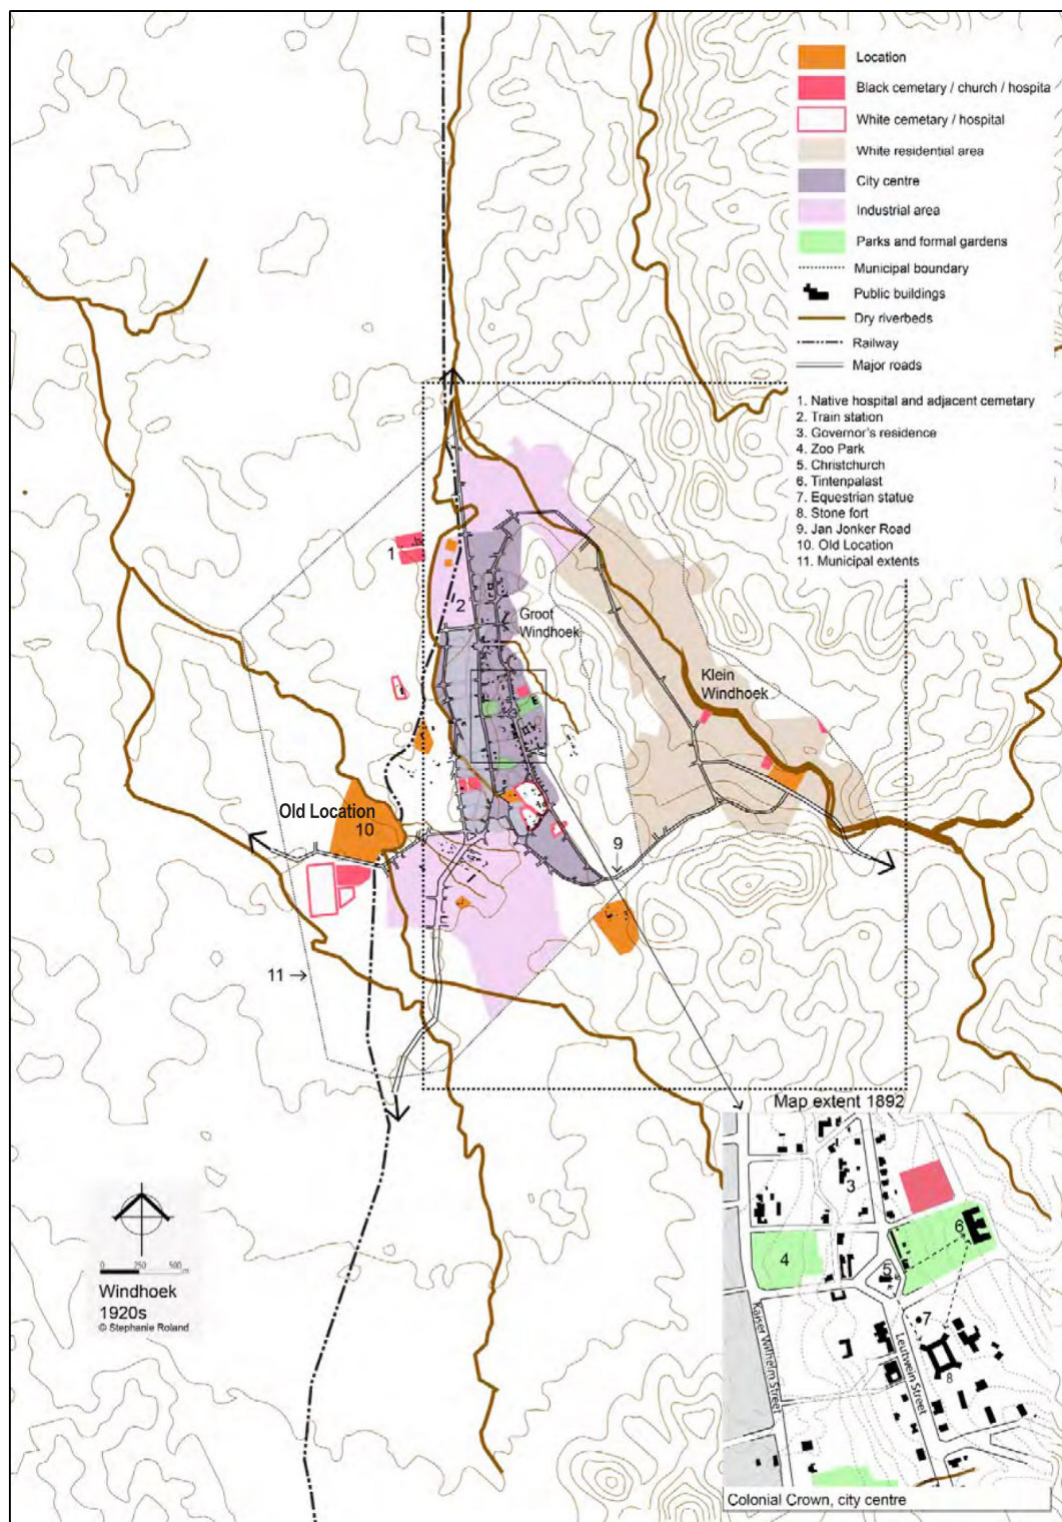 Location
Black cemetary / church / hospita
White cemetary / hospital
White residential area
City centre
Industrial area
Parks and formal gardens
Municipal boundary
Public buildings
Dry riverbeds
Railway
Major roads
1. Native hospital and adjacent cemetary
2. Train station
3. Governor's residence
4. Zoo Park
5. Christchurch
6. Tintenpalast
7. Equestrian statue
8. Stone fort
9. Jan Jonker Road
10. Old Location
11. Municipal extents
1
2
Groot
Windhoek
Klein
Windhoek
Old Location
10
9
11
Map extent 1892
3
6
4
5
7
8
Kaiser Wilhelm Street
Leutwein Street
Colonial Crown, city centre
0 250 500m
Windhoek
1920s
© Stephanie Roland